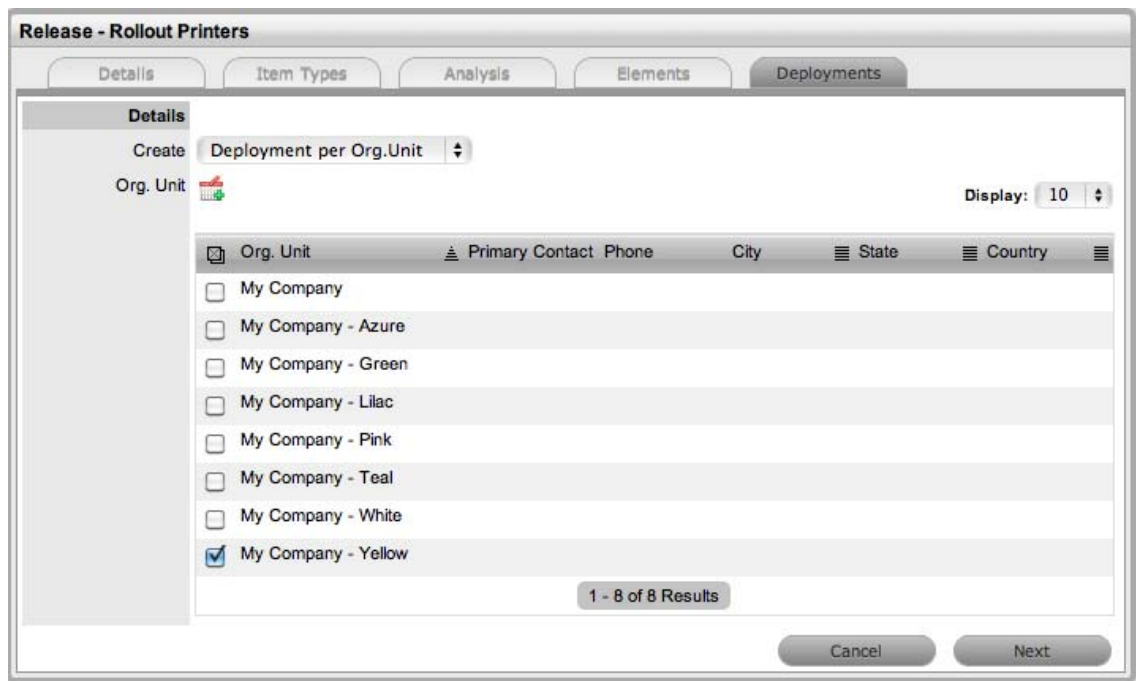 Release - Rollout Printers
Details Item Types Analysis Elements Deployments
Details
Create Deployment per Org.Unit
Org. Unit
Display: 10
Org. Unit Primary Contact Phone City State Country
My Company
My Company - Azure
My Company - Green
My Company - Lilac
My Company - Pink
My Company - Teal
My Company - White
My Company - Yellow
1 - 8 of 8 Results
Cancel Next